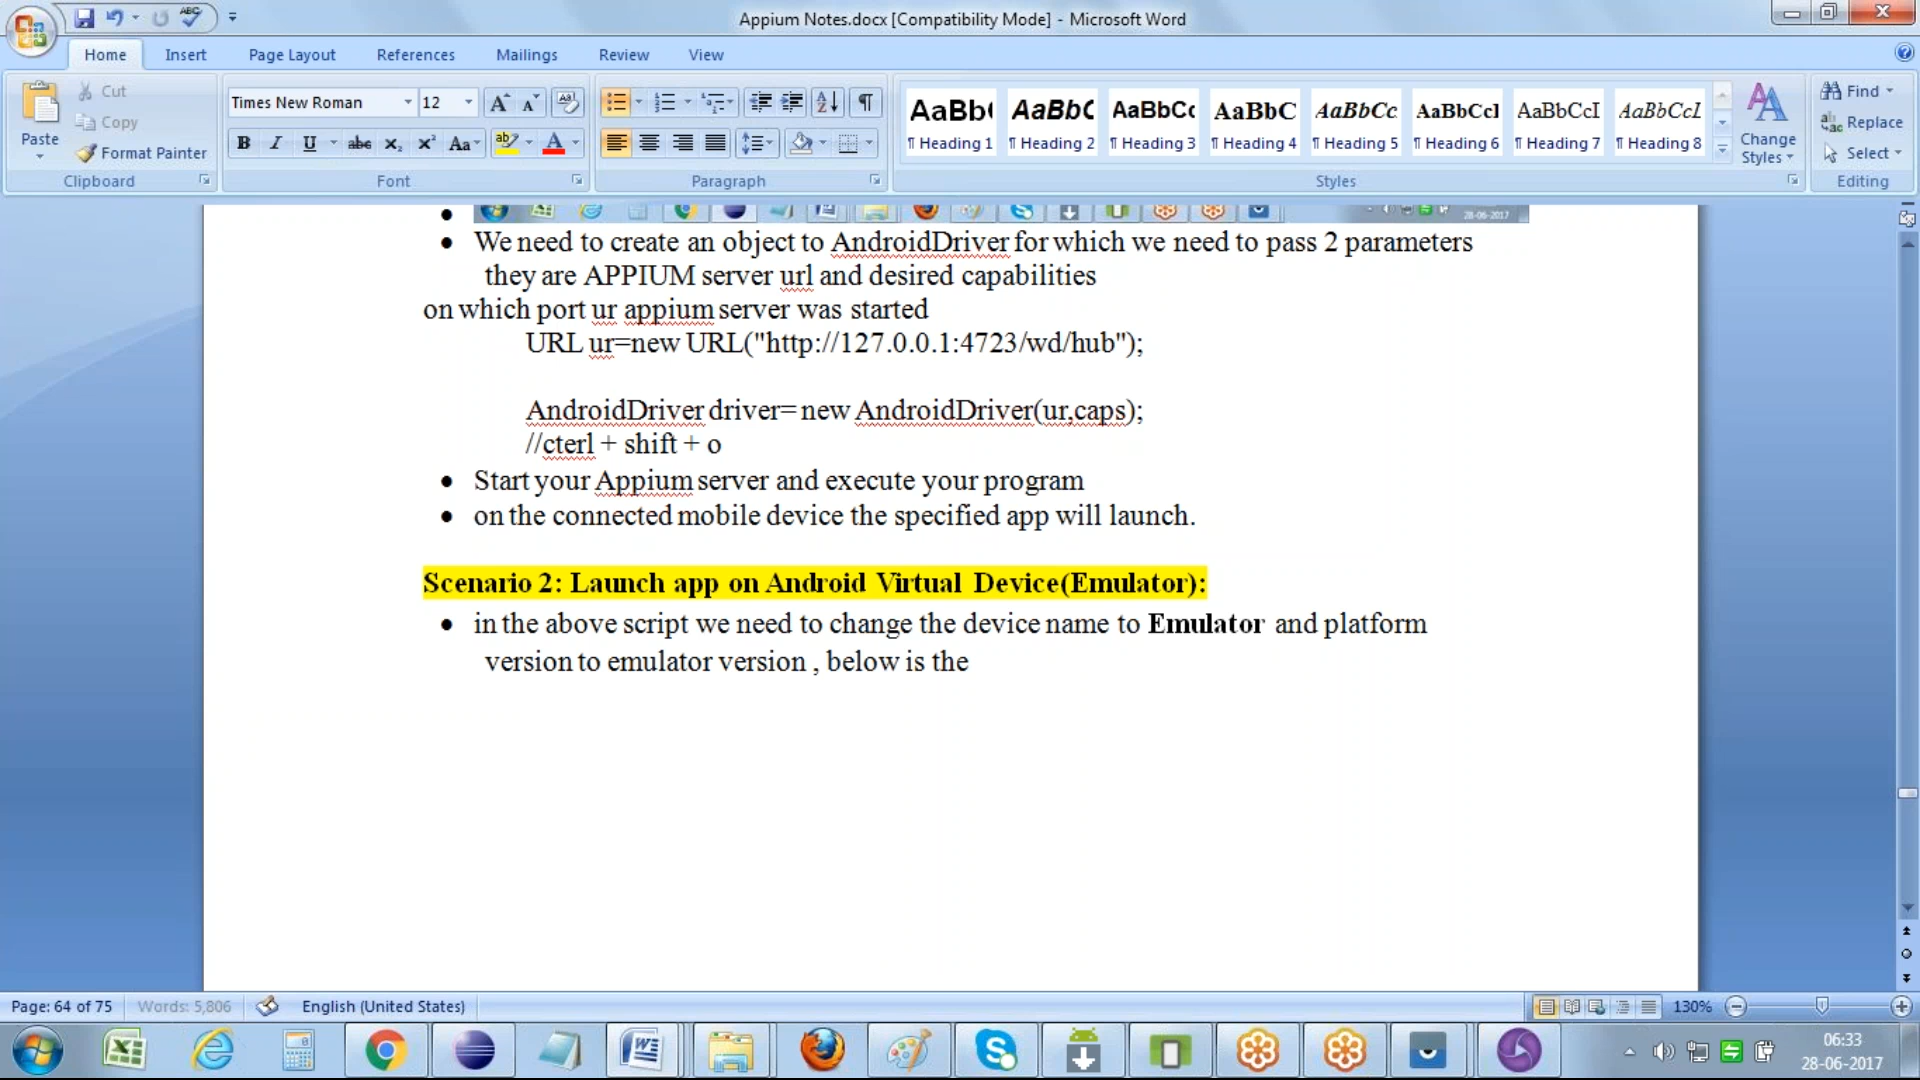 Appium Notes.docx [Compatibility Mode] - Microsoft Word
Home Insert Page Layout References Mailings Review View
Paste
Cut
Copy
Format Painter
Clipboard
Times New Roman 12
Font
Paragraph
AaBb( AaBbC AaBbCc AaBbC AaBbCc AaBbCcI AaBbCcI AaBbCcI
¶ Heading 1 ¶ Heading 2 ¶ Heading 3 ¶ Heading 4 ¶ Heading 5 ¶ Heading 6 ¶ Heading 7 ¶ Heading 8
Styles
Change
Styles
Find
Replace
Select
Editing
28-06-2017
• We need to create an object to AndroidDriver for which we need to pass 2 parameters
they are APPIUM server url and desired capabilities
on which port ur appium server was started
URL ur=new URL("http://127.0.0.1:4723/wd/hub");
AndroidDriver driver= new AndroidDriver(ur,caps);
//cterl + shift + o
• Start your Appium server and execute your program
• on the connected mobile device the specified app will launch.
Scenario 2: Launch app on Android Virtual Device(Emulator):
• in the above script we need to change the device name to Emulator and platform
version to emulator version , below is the
Page: 64 of 75 Words: 5,806 English (United States) 130%
06:33
28-06-2017